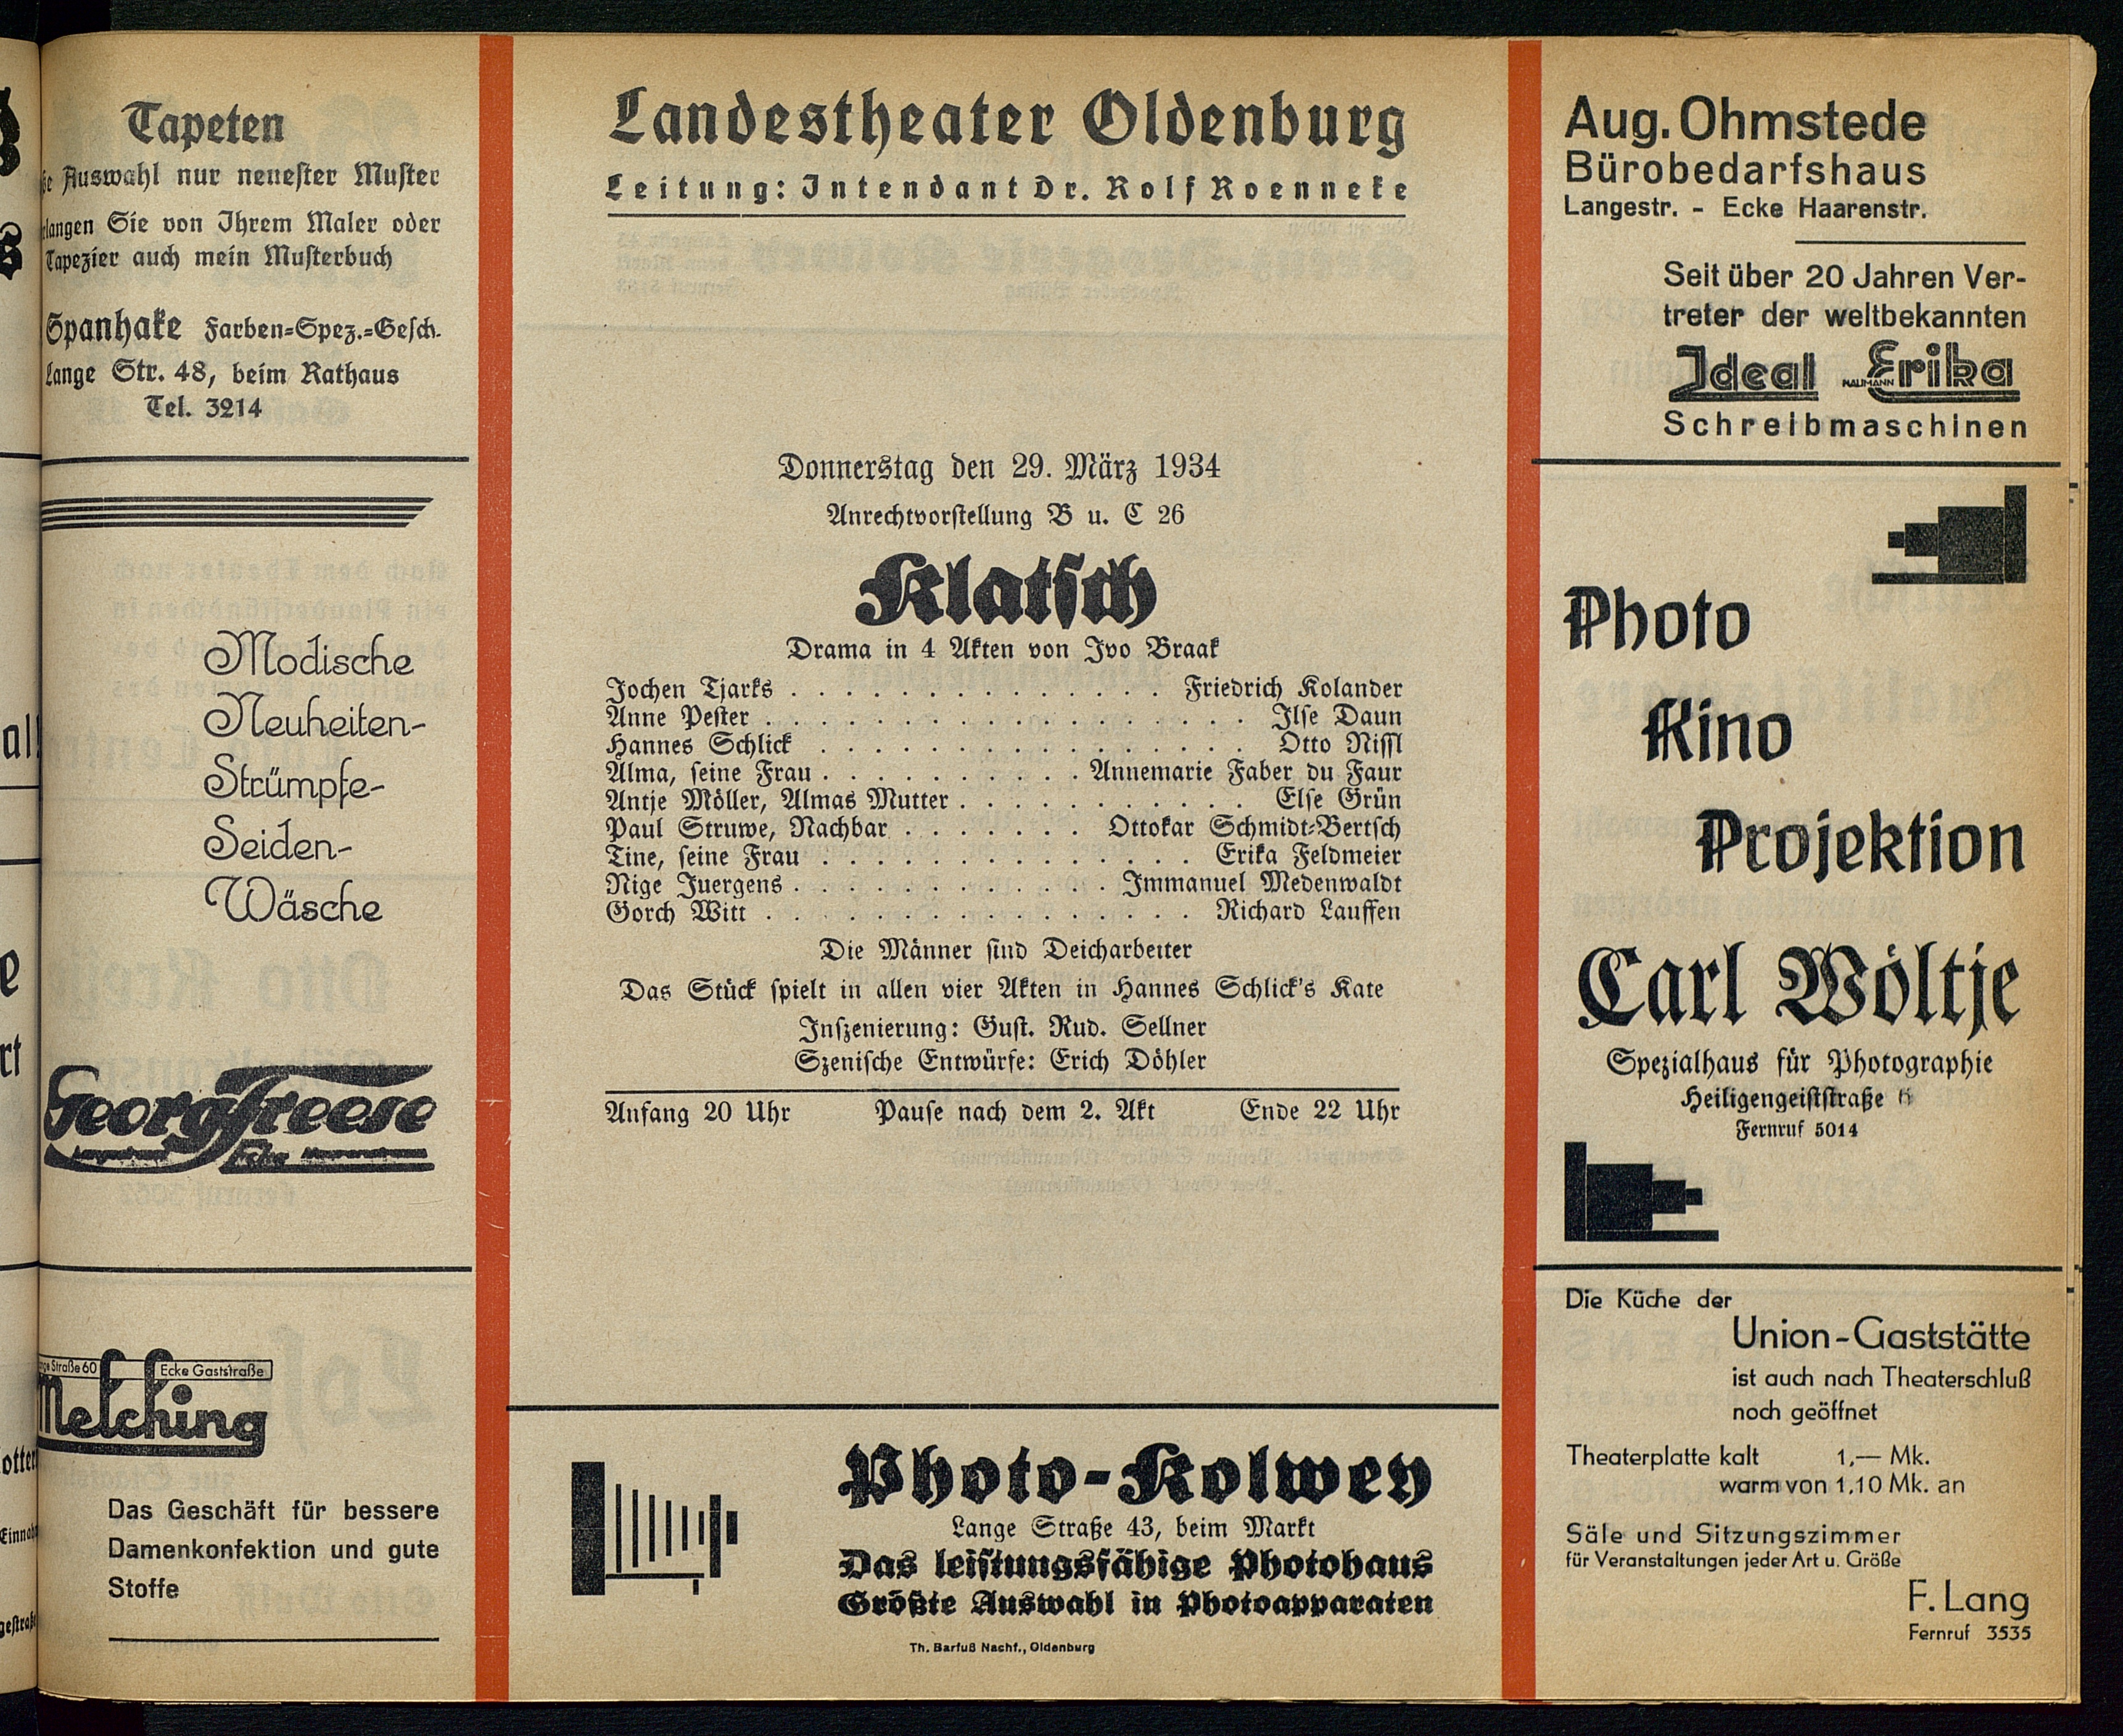 Tapeten
Auswahl nur neuester Muster
Sie von Ihrem Maler oder
Tapezier auch mein Musterbuch
Spanhake Farben-Spez.-Gesch.
Lange Str. 48, beim Rathaus
Tel. 3214
Modische
Neuheiten-
Strümpfe-
Seiden-
Wäsche
Georg Freese
Ecke
Straße 60 Ecke Gaststraße
Melching
Das Geschäft für bessere
Damenkonfektion und gute
Stoffe
Landestheater Oldenburg
Leitung: Intendant Dr. Rolf Roenneke
Donnerstag den 29. März 1934
Anrechtvorstellung B u. C 26
Klatsch
Drama in 4 Akten von Ivo Braak
Jochen Tjarks . . . . . . . . . . . . . . Friedrich Kolander
Anne Pester . . . . . . . . . . . . . . . . . . Ilse Daun
Hannes Schlick . . . . . . . . . . . . . . . . Otto Nissl
Alma, seine Frau . . . . . . . . . . Annemarie Faber du Faur
Antje Möller, Almas Mutter . . . . . . . . . . . Else Grün
Paul Struwe, Nachbar . . . . . . . Ottokar Schmidt-Bertsch
Tine, seine Frau . . . . . . . . . . . . . . Erika Feldmeier
Nige Juergens . . . . . . . . . . . . Immanuel Medenwaldt
Gorch Witt . . . . . . . . . . . . . . . . Richard Lauffen
Die Männer sind Deicharbeiter
Das Stück spielt in allen vier Akten in Hannes Schlick's Kate
Inszenierung: Gust. Rud. Sellner
Szenische Entwürfe: Erich Döhler
Anfang 20 Uhr Pause nach dem 2. Akt Ende 22 Uhr
Photo-Kolwey
Lange Straße 43, beim Markt
Das leistungsfähige Photohaus
Größte Auswahl in Photoapparaten
Th. Barfuß Nachf., Oldenburg
Aug. Ohmstede
Bürobedarfshaus
Langestr. - Ecke Haarenstr.
Seit über 20 Jahren Ver-
treter der weltbekannten
Ideal NAUMANN Erika
Schreibmaschinen
Photo
Kino
Projektion
Carl Wöltje
Spezialhaus für Photographie
Heiligengeiststraße 6
Fernruf 5014
Die Küche der
Union-Gaststätte
ist auch nach Theaterschluß
noch geöffnet
Theaterplatte kalt 1,— Mk.
warm von 1,10 Mk. an
Säle und Sitzungszimmer
für Veranstaltungen jeder Art u. Größe
F. Lang
Fernruf 3535